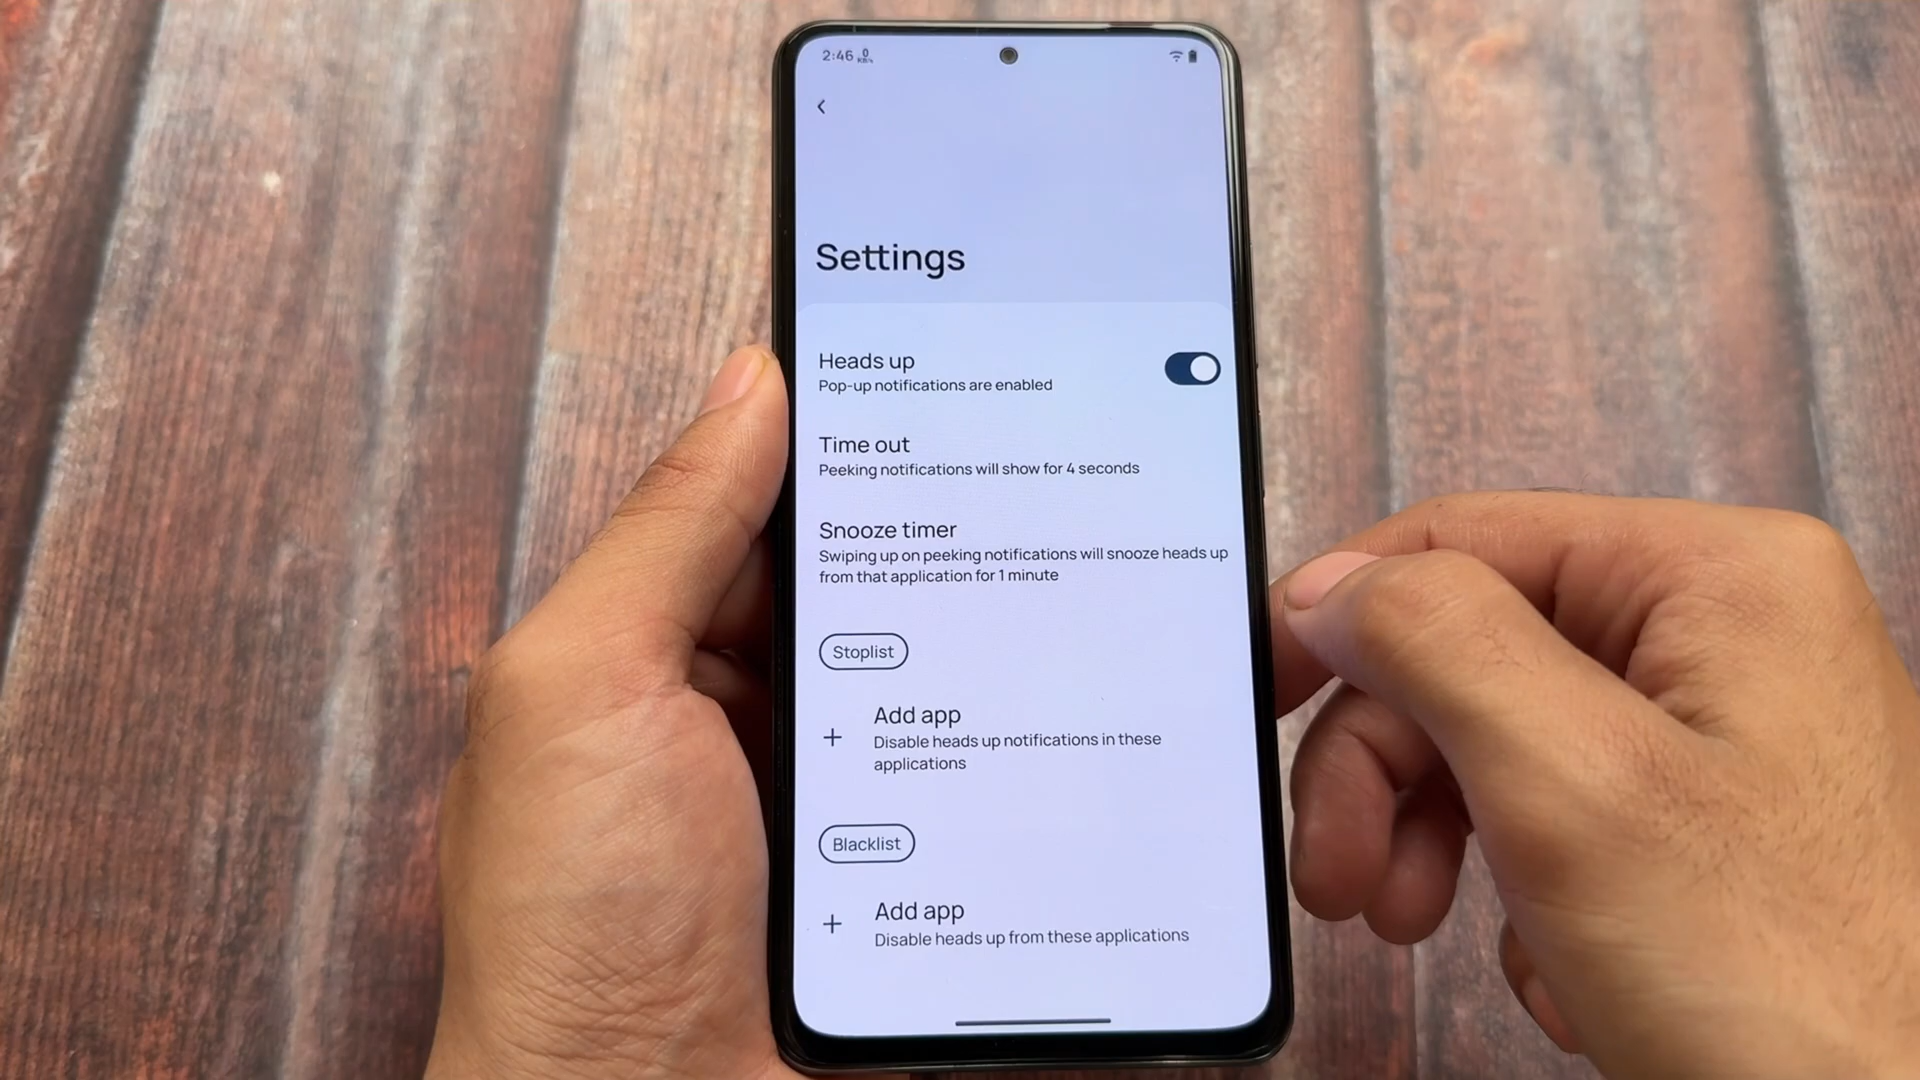 2:46 0 KB/s
Settings
Heads up
Pop-up notifications are enabled
Time out
Peeking notifications will show for 4 seconds
Snooze timer
Swiping up on peeking notifications will snooze heads up
from that application for 1 minute
Stoplist
Add app
Disable heads up notifications in these
applications
Blacklist
Add app
Disable heads up from these applications